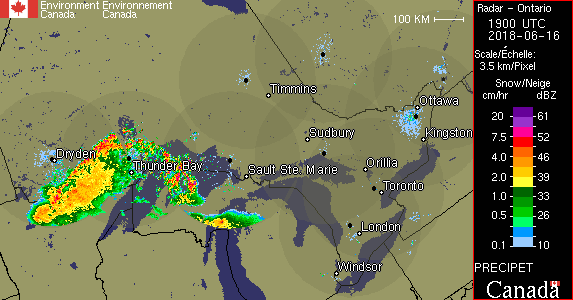 Environment Environnement
Canada Canada
100 KM
Timmins
Ottawa
Sudbury
Kingston
Dryden
Thunder Bay
Sault Ste. Marie
Orillia
Toronto
London
Windsor
Radar - Ontario
1900 UTC
2018-06-16
Scale/Échelle:
3.5 km/Pixel
Snow/Neige
cm/hr dBZ
20 61
7.5 52
4.0 46
2.0 39
1.0 33
0.5 26
0.1 10
PRECIPET
Canada